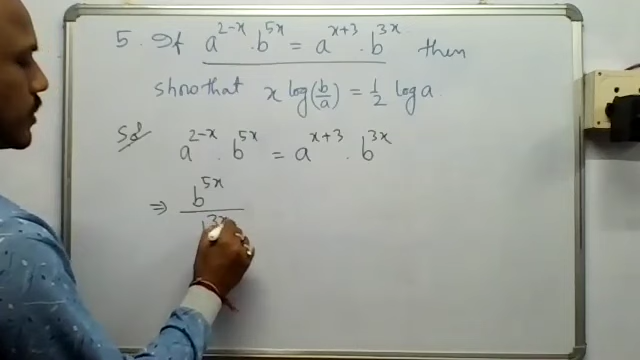 5. If a^{2-x} . b^{5x} = a^{x+3} . b^{3x} then
show that x log(b/a) = 1/2 log a.
Sol
a^{2-x} . b^{5x} = a^{x+3} . b^{3x}
⇒ b^{5x}/b^{3x}